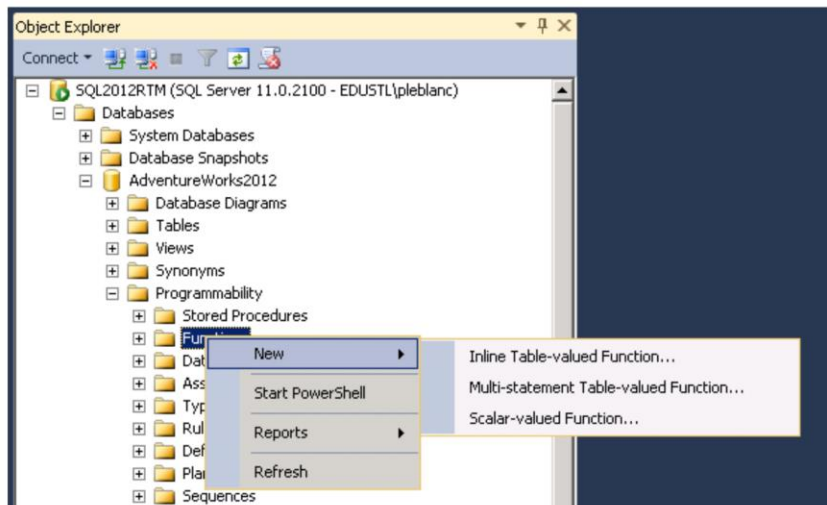 Object Explorer
Connect
SQL2012RTM (SQL Server 11.0.2100 - EDUSTL\pleblanc)
Databases
System Databases
Database Snapshots
AdventureWorks2012
Database Diagrams
Tables
Views
Synonyms
Programmability
Stored Procedures
New
Inline Table-valued Function...
Multi-statement Table-valued Function...
Start PowerShell
Scalar-valued Function...
Reports
Refresh
Sequences